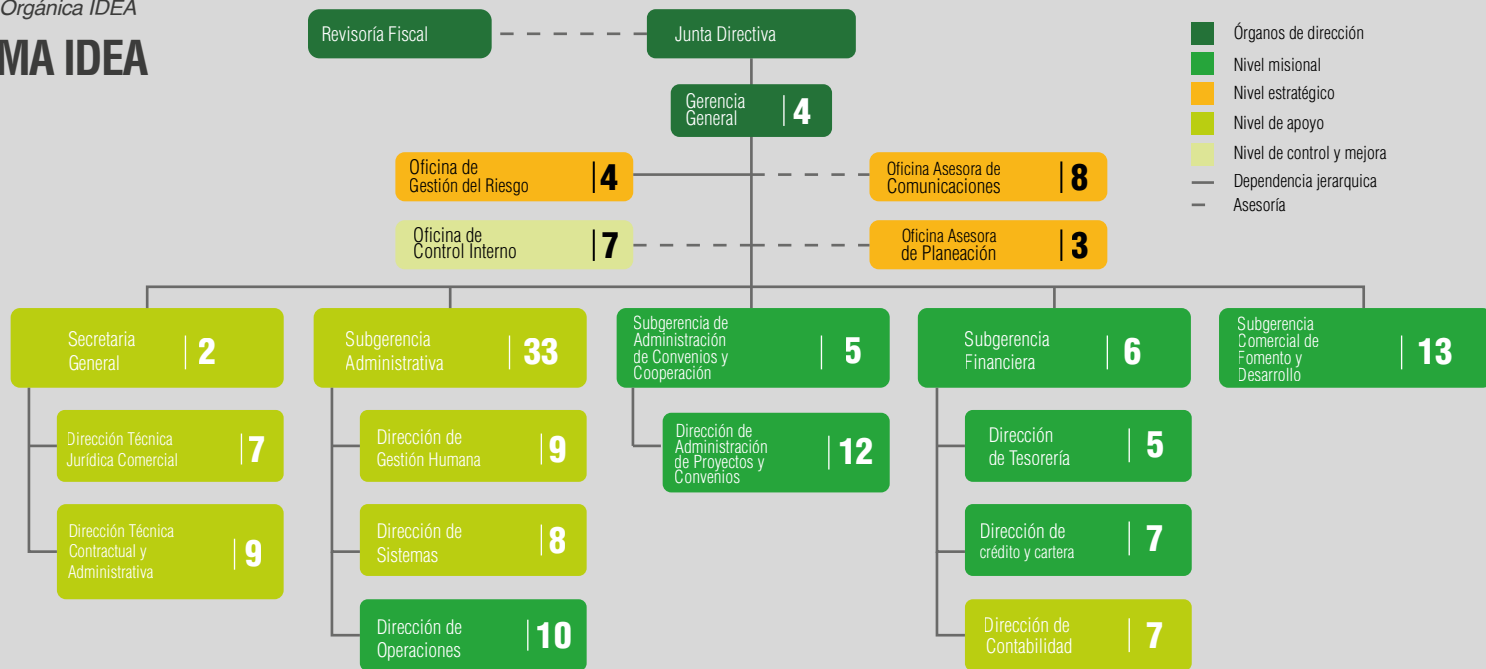 Orgánica IDEA
MA IDEA
Revisoría Fiscal
Junta Directiva
Gerencia
General
4
Órganos de dirección
Nivel misional
Nivel estratégico
Nivel de apoyo
Nivel de control y mejora
Dependencia jerarquica
Asesoría
Oficina de
Gestión del Riesgo
4
Oficina Asesora de
Comunicaciones
8
Oficina de
Control Interno
7
Oficina Asesora
de Planeación
3
Secretaria
General
2
Subgerencia
Administrativa
33
Subgerencia de
Administración
de Convenios y
Cooperación
5
Subgerencia
Financiera
6
Subgerencia
Comercial de
Fomento y
Desarrollo
13
Dirección Técnica
Jurídica Comercial
7
Dirección de
Gestión Humana
9
Dirección de
Administración
de Proyectos y
Convenios
12
Dirección
de Tesorería
5
Dirección Técnica
Contractual y
Administrativa
9
Dirección de
Sistemas
8
Dirección de
crédito y cartera
7
Dirección de
Operaciones
10
Dirección de
Contabilidad
7